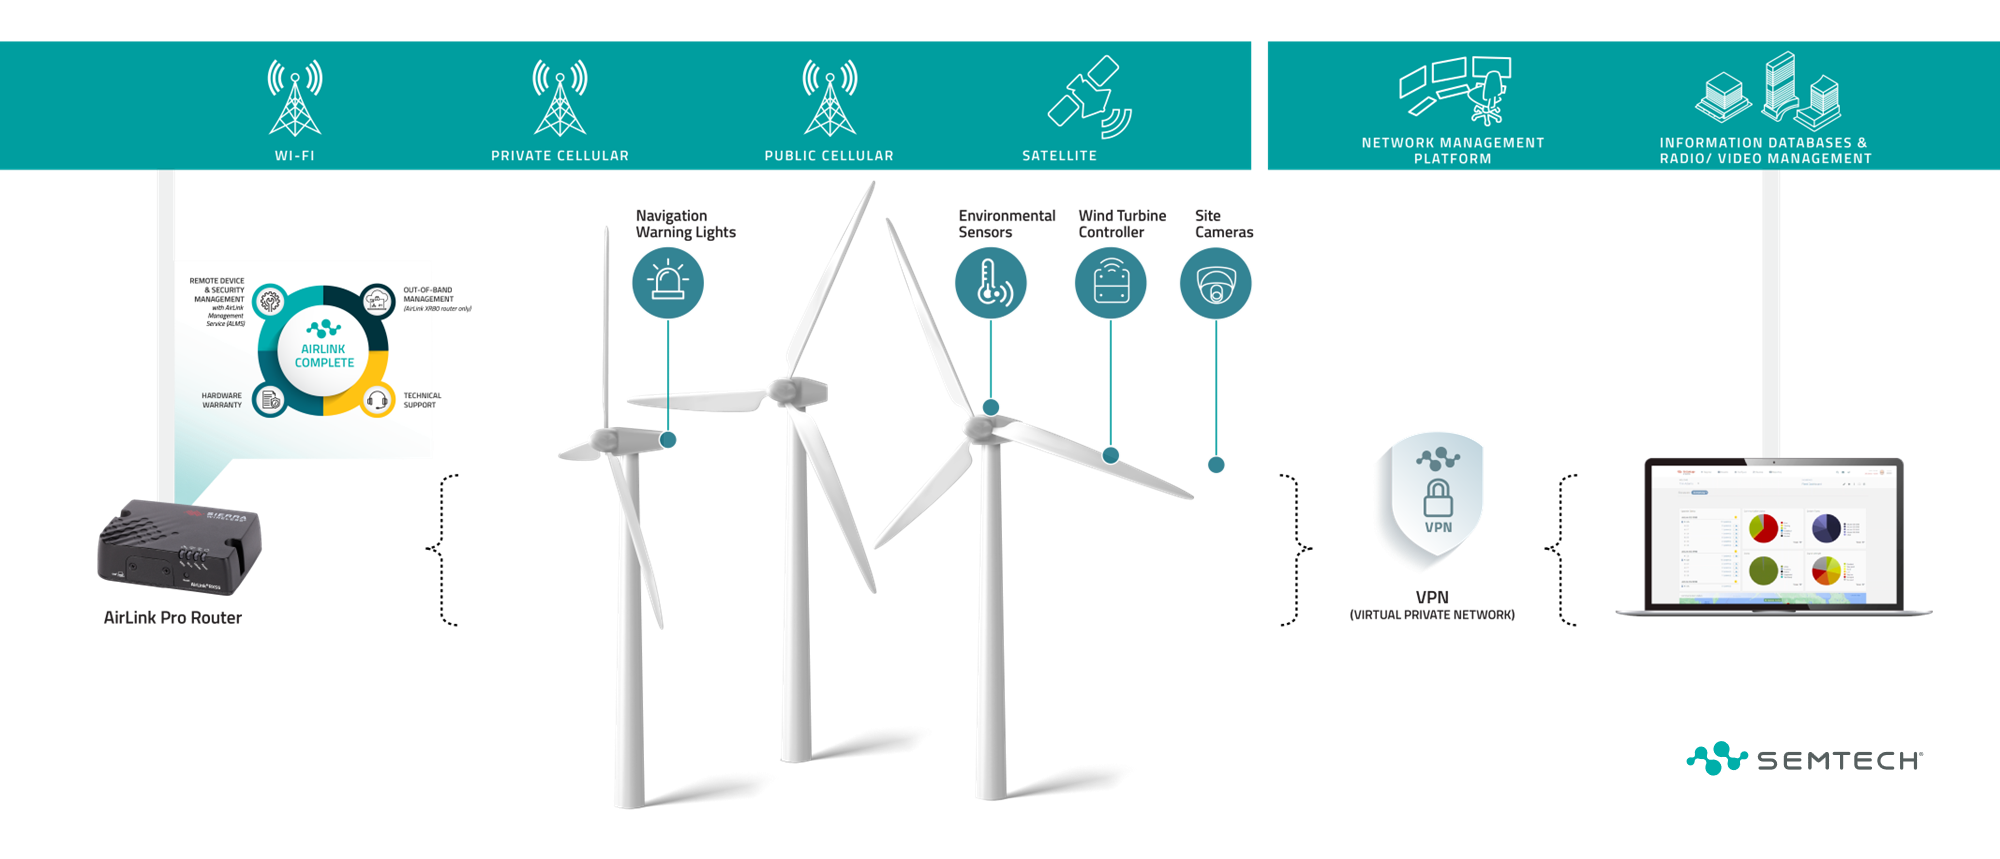 WI-FI
PRIVATE CELLULAR
PUBLIC CELLULAR
SATELLITE
NETWORK MANAGEMENT
PLATFORM
INFORMATION DATABASES &
RADIO/ VIDEO MANAGEMENT
Navigation
Warning Lights
Environmental
Sensors
Wind Turbine
Controller
Site
Cameras
REMOTE DEVICE
& SECURITY
MANAGEMENT
with AirLink
Management
Service (ALMS)
OUT-OF-BAND
MANAGEMENT
(AirLink XR80 router only)
AIRLINK
COMPLETE
HARDWARE
WARRANTY
TECHNICAL
SUPPORT
SIERRA
WIRELESS
AirLink Pro Router
VPN
VPN
(VIRTUAL PRIVATE NETWORK)
SEMTECH®